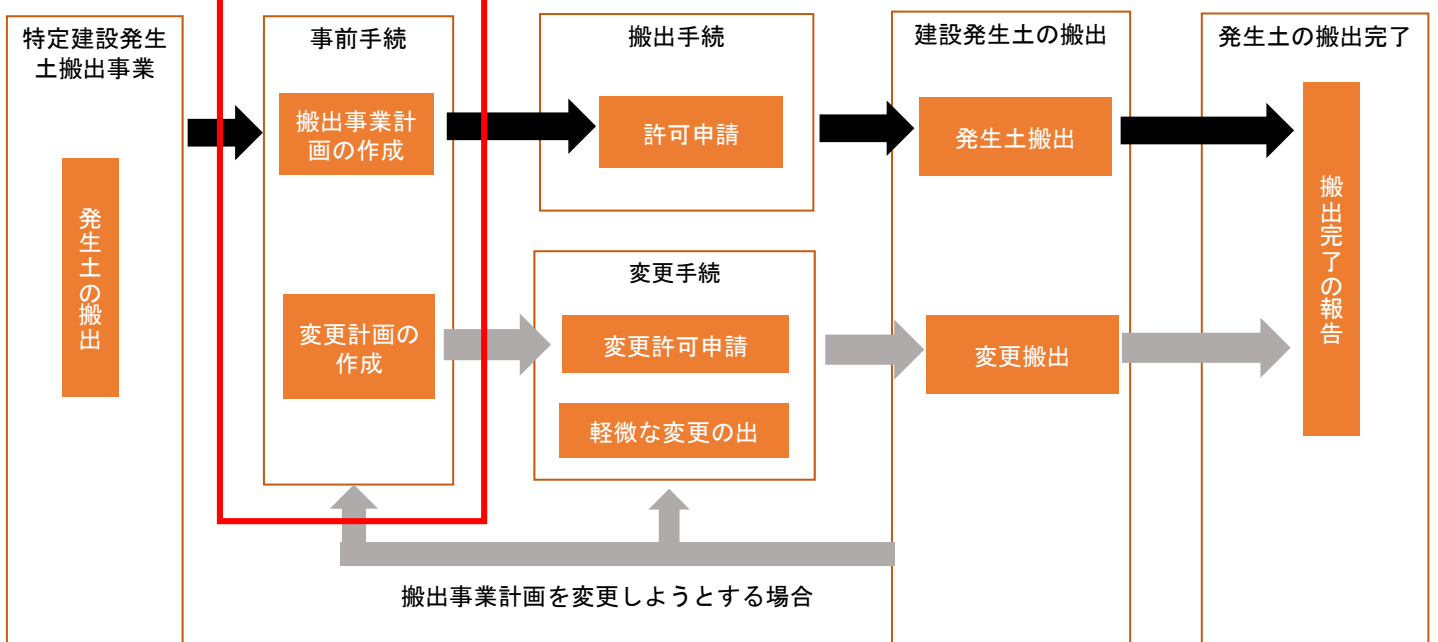 特定建設発生
土搬出事業
発生土の搬出
事前手続
搬出事業計
画の作成
変更計画の
作成
搬出手続
許可申請
変更手続
変更許可申請
軽微な変更の出
建設発生土の搬出
発生土搬出
変更搬出
発生土の搬出完了
搬出完了の報告
搬出事業計画を変更しようとする場合